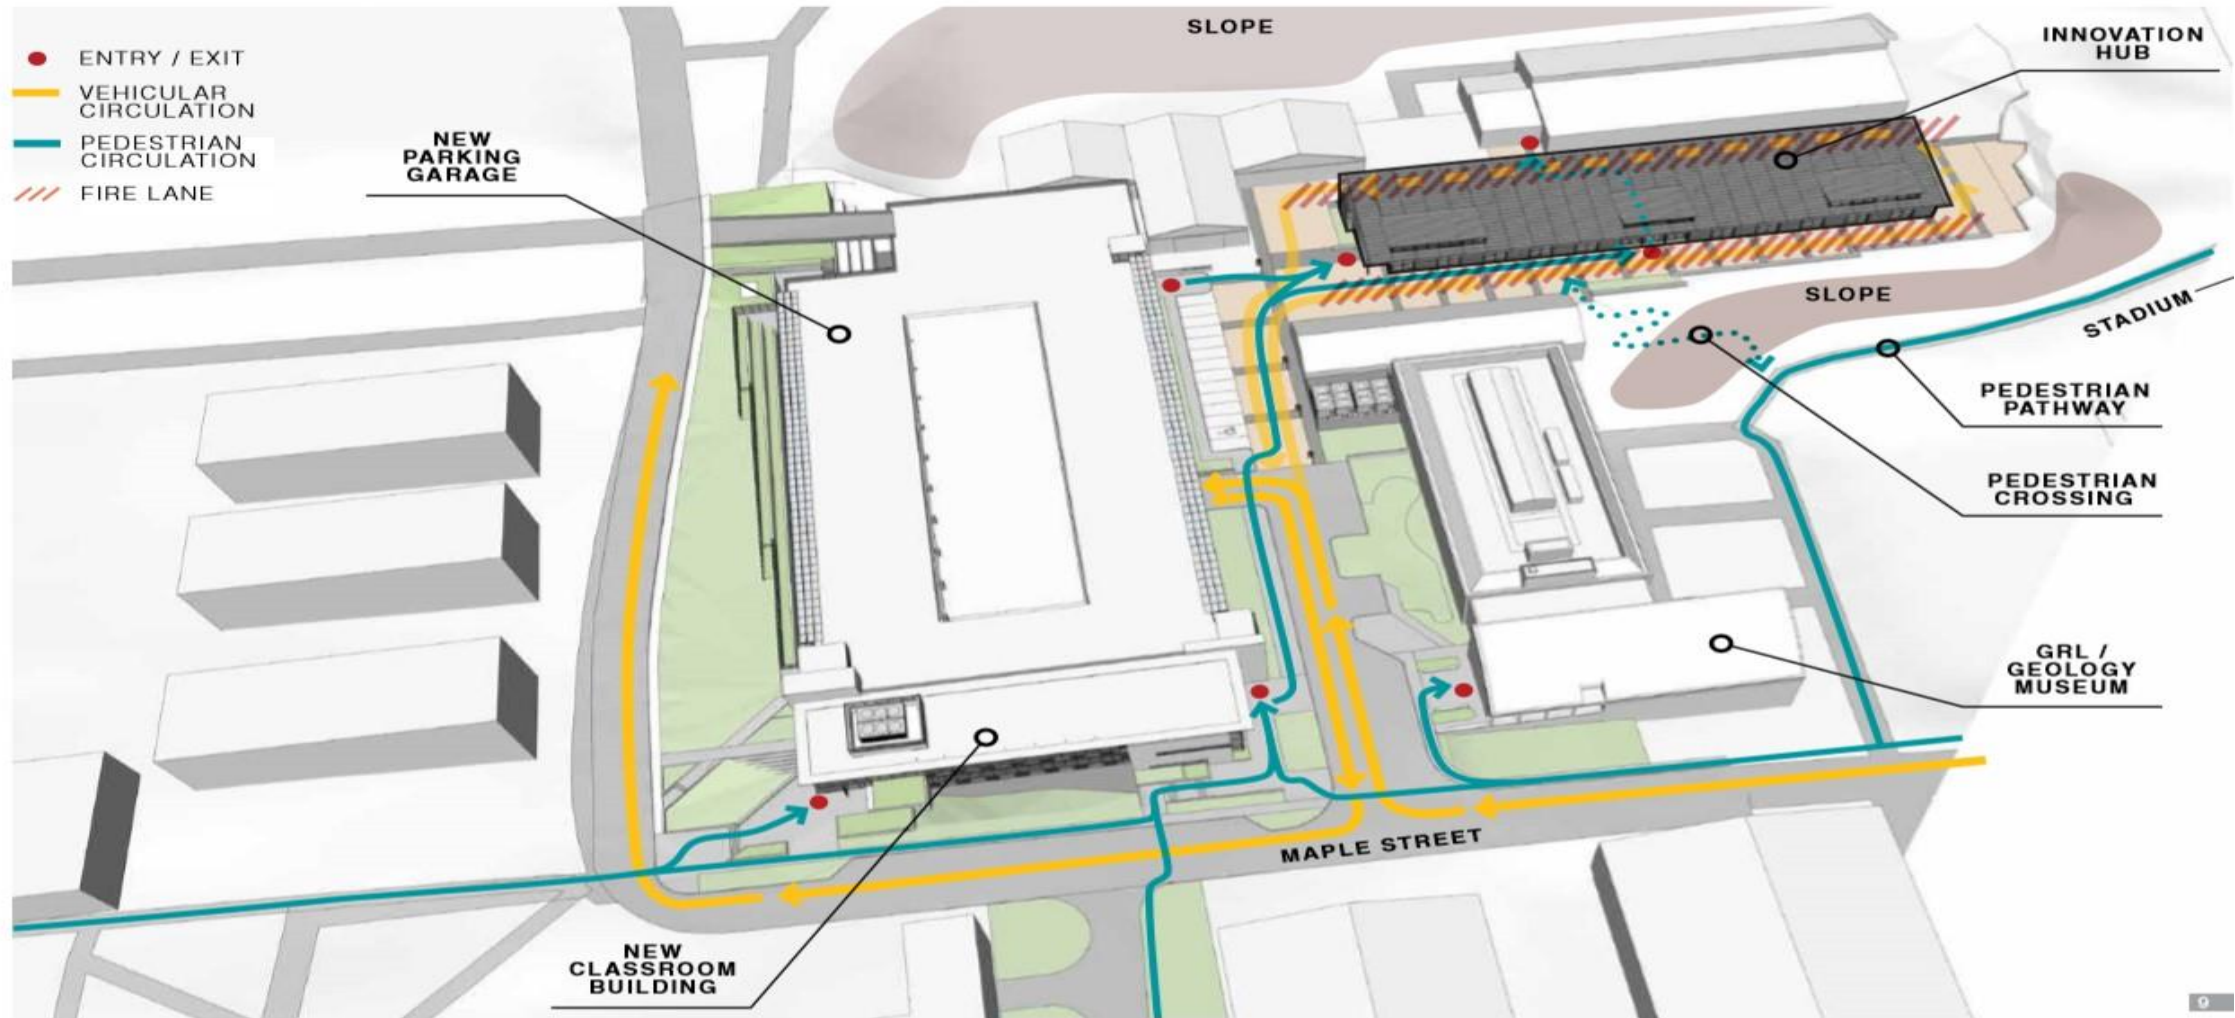 ENTRY / EXIT
VEHICULAR
CIRCULATION
PEDESTRIAN
CIRCULATION
FIRE LANE
NEW
PARKING
GARAGE
SLOPE
INNOVATION
HUB
SLOPE
STADIUM
PEDESTRIAN
PATHWAY
PEDESTRIAN
CROSSING
GRL /
GEOLOGY
MUSEUM
MAPLE STREET
NEW
CLASSROOM
BUILDING
9